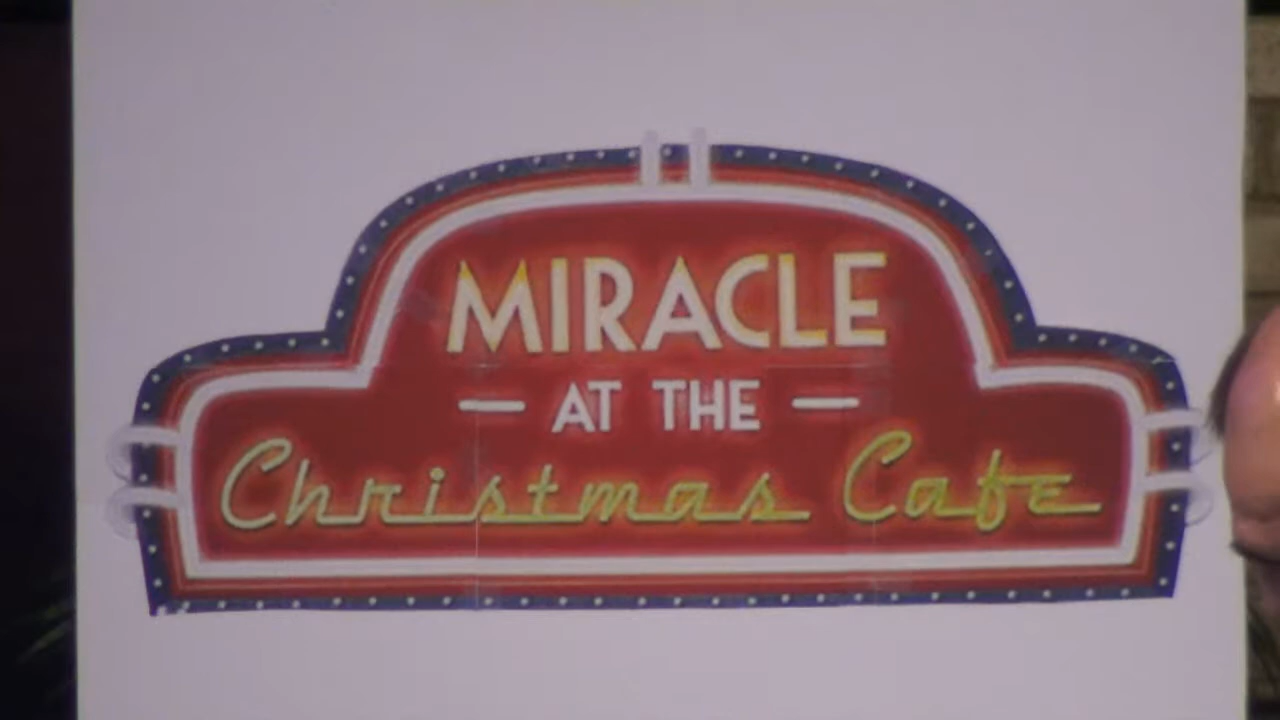 MIRACLE
— AT THE —
Christmas Cafe